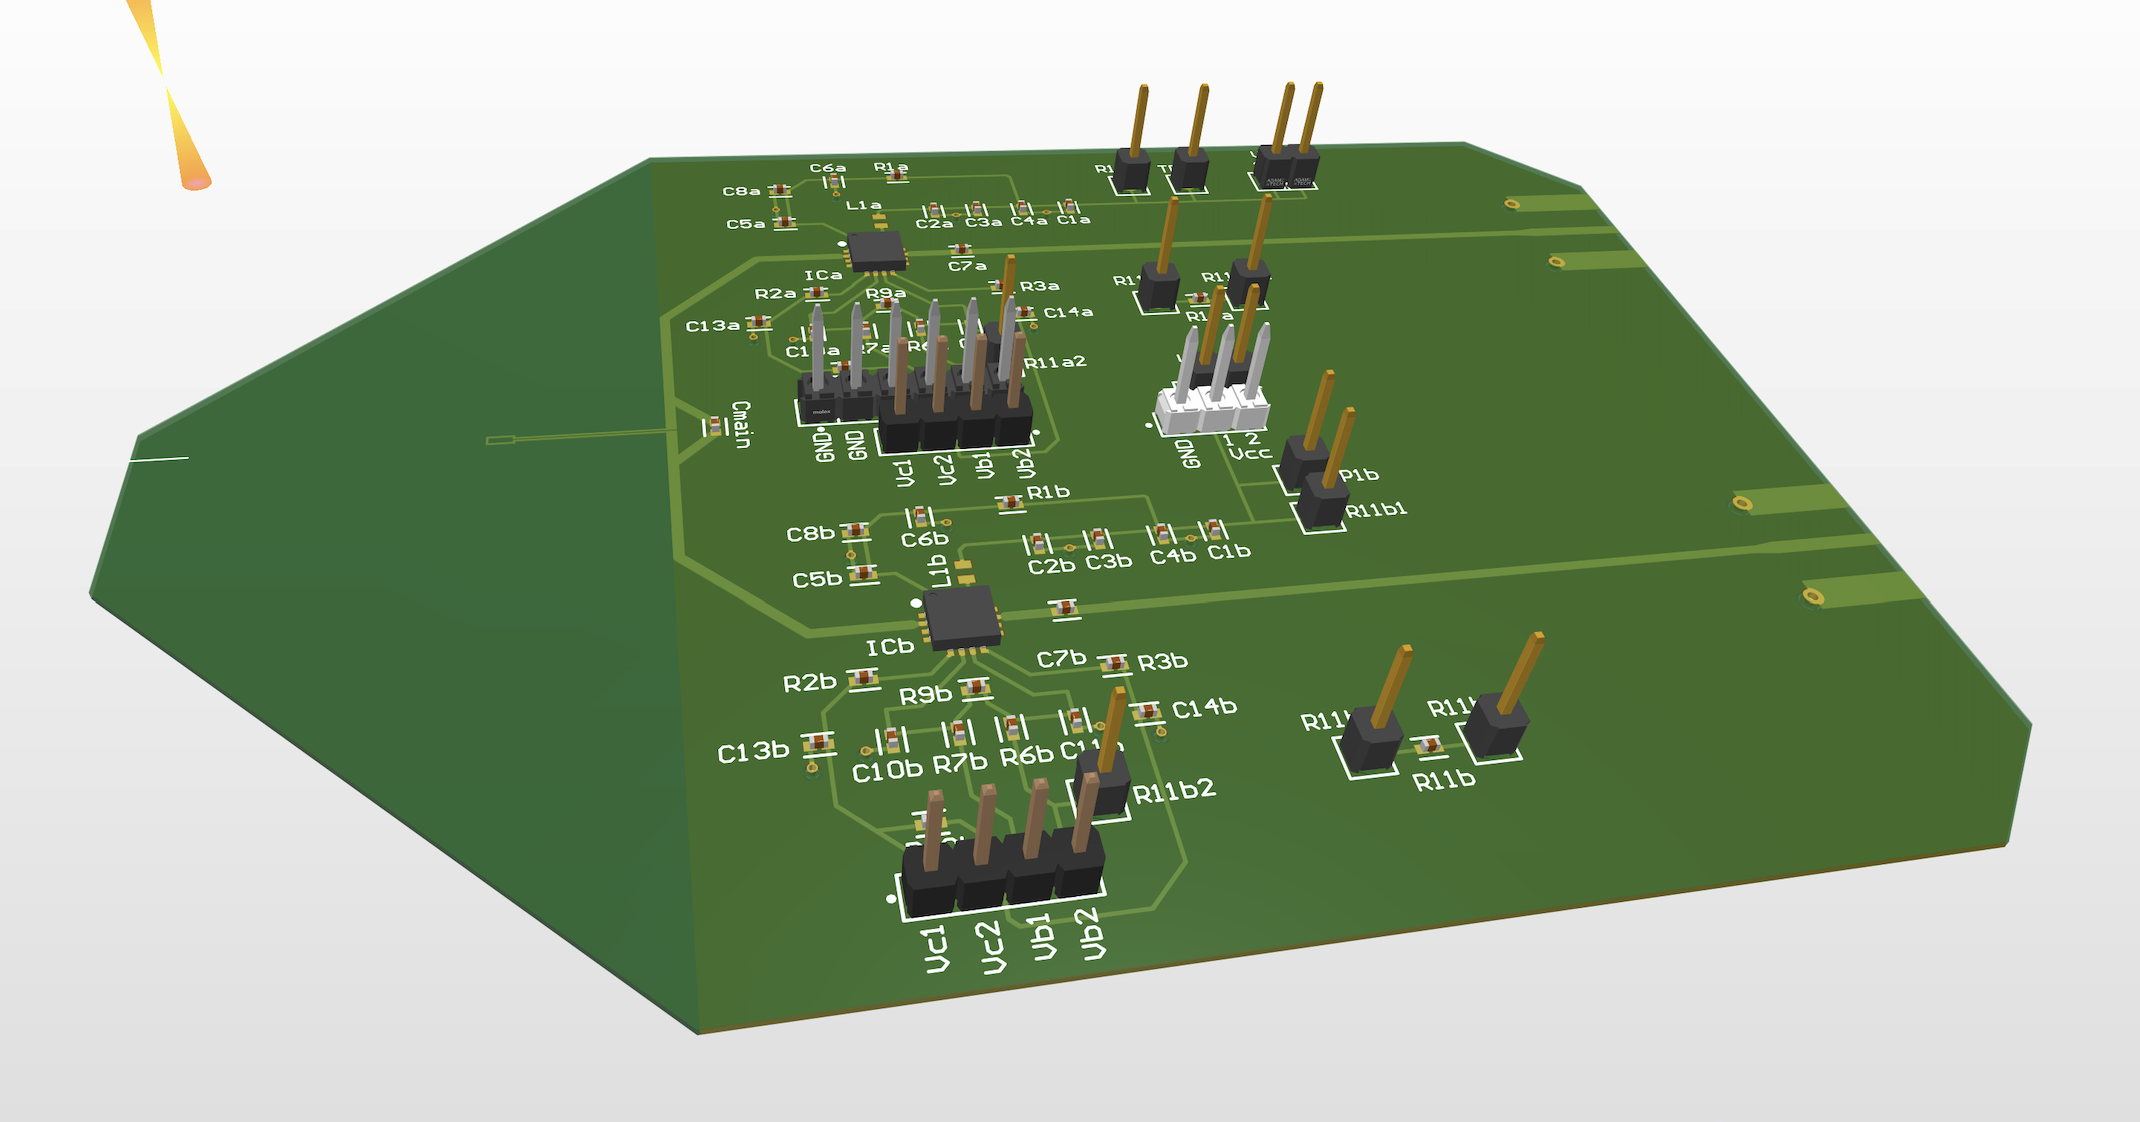 C6a
R1a
C8a
L1a
C5a
C2a
C3a
C4a
C1a
C7a
ICa
R2a
R9a
R3a
C13a
C14a
R11a2
molex
Cmain
GND
GND
Vc1
Vc2
Vb1
Vb2
GND
1 2
Vcc
P1b
R11b1
R1b
C8b
C6b
C5b
L1b
C2b
C3b
C4b
C1b
ICb
C7b
R3b
R2b
R9b
C14b
C13b
C10b
R7b
R6b
R11b2
R11b
Vc1
Vc2
Vb1
Vb2